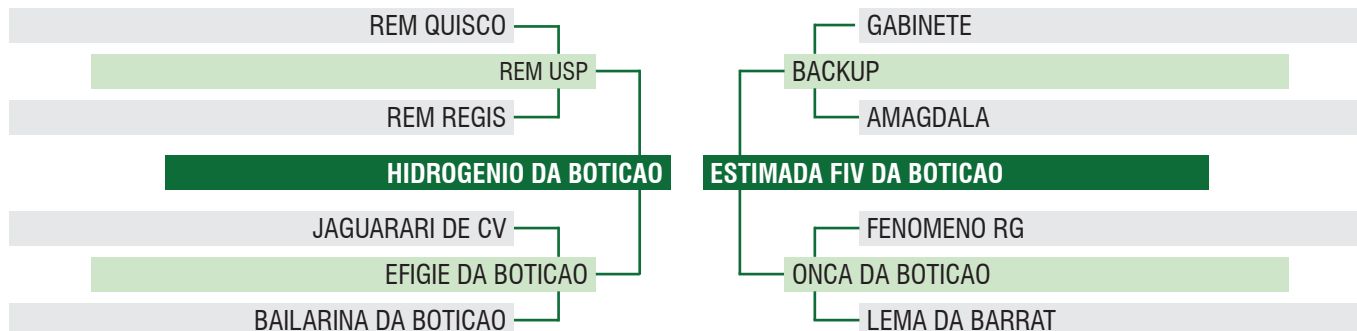 REM QUISCO
REM USP
REM REGIS
HIDROGENIO DA BOTICAO
JAGUARARI DE CV
EFIGIE DA BOTICAO
BAILARINA DA BOTICAO
GABINETE
BACKUP
AMAGDALA
ESTIMADA FIV DA BOTICAO
FENOMENO RG
ONCA DA BOTICAO
LEMA DA BARRAT